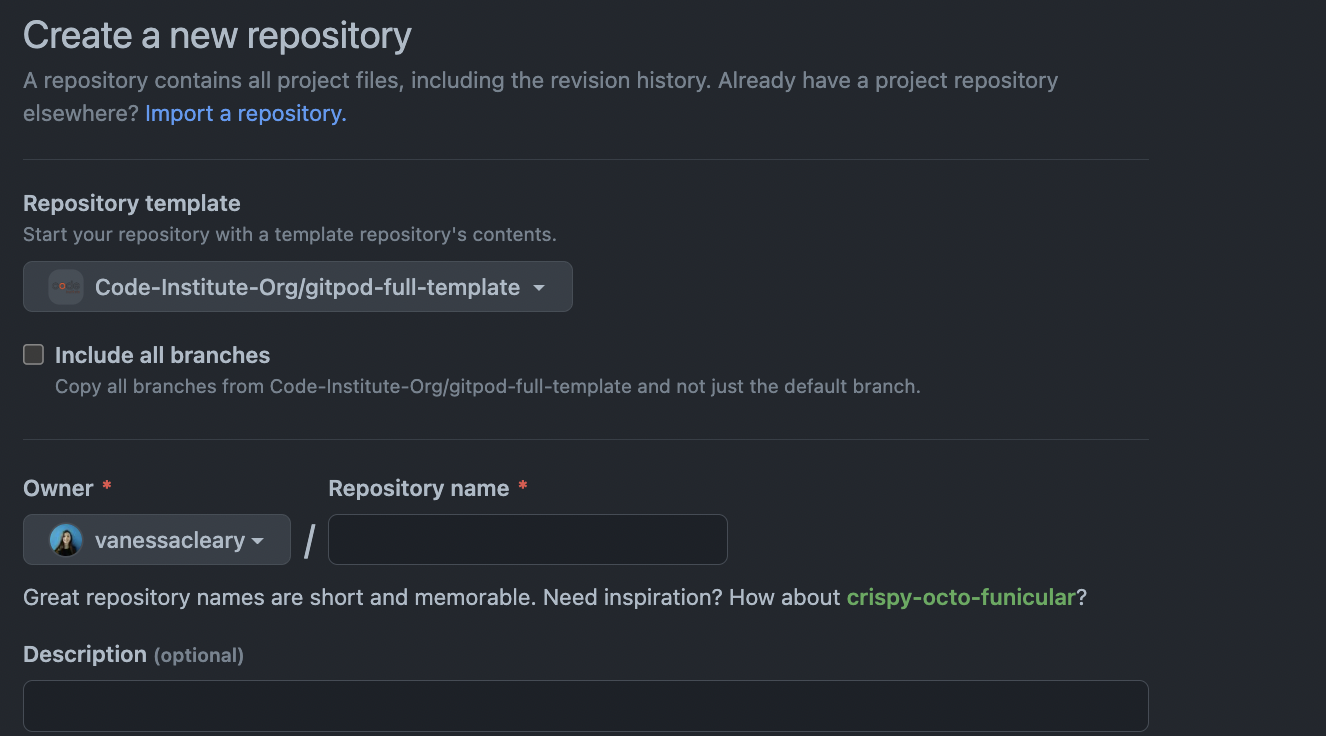 Create a new repository
A repository contains all project files, including the revision history. Already have a project repository
elsewhere? Import a repository.
Repository template
Start your repository with a template repository's contents.
Code-Institute-Org/gitpod-full-template
Include all branches
Copy all branches from Code-Institute-Org/gitpod-full-template and not just the default branch.
Owner * Repository name *
vanessacleary /
Great repository names are short and memorable. Need inspiration? How about crispy-octo-funicular?
Description (optional)